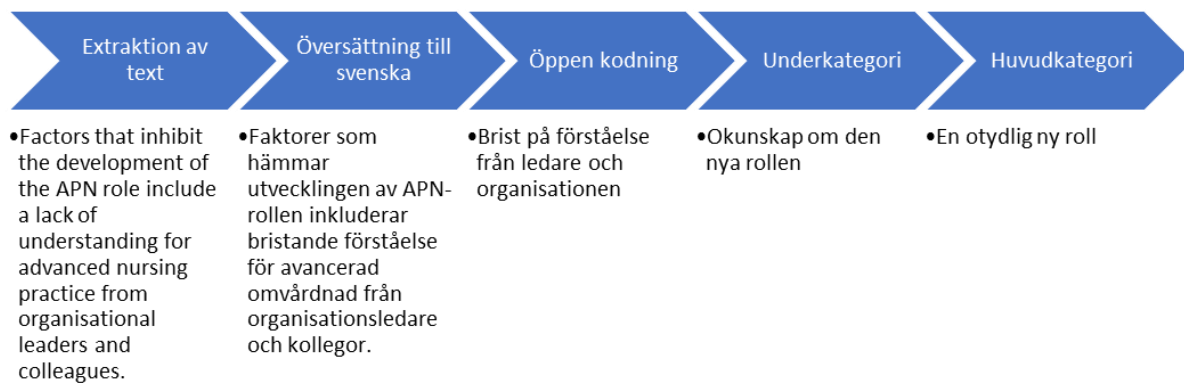 Extraktion av
text
Översättning till
svenska
Öppen kodning
Underkategori
Huvudkategori
•Factors that inhibit
the development of
the APN role include
a lack of
understanding for
advanced nursing
practice from
organisational
leaders and
colleagues.
•Faktorer som
hämmar
utvecklingen av APN-
rollen inkluderar
bristande förståelse
för avancerad
omvårdnad från
organisationsledare
och kollegor.
•Brist på förståelse
från ledare och
organisationen
•Okunskap om den
nya rollen
•En otydlig ny roll